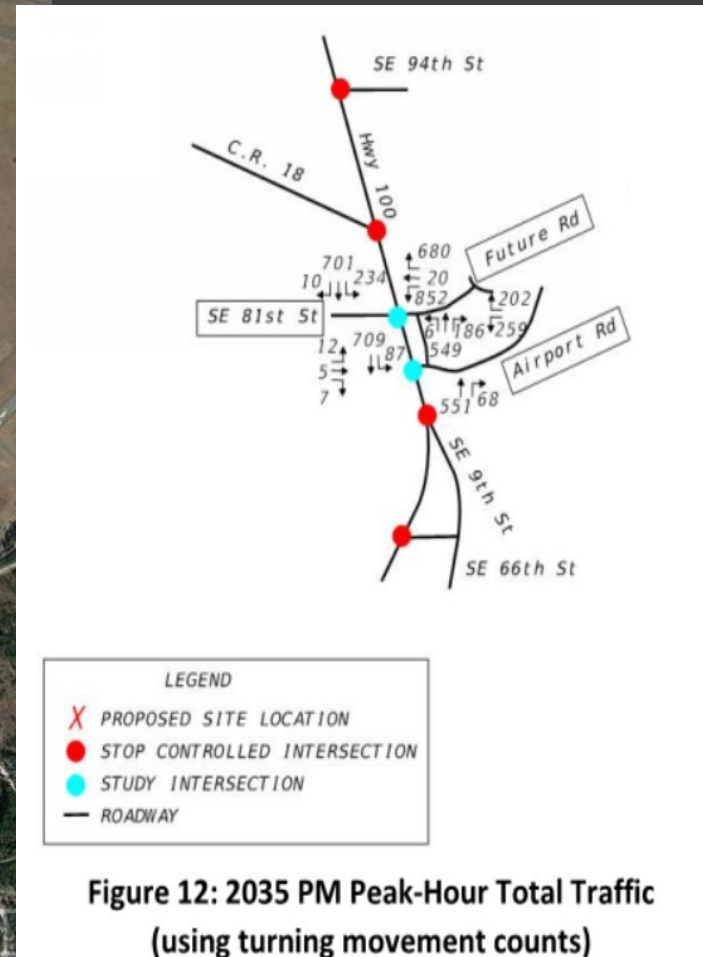 SE 94th St
C.R. 18
Hwy 100
Future Rd
680
701
10
234
20
852
202
SE 81st St
6
186
259
12
709
87
549
5
Airport Rd
7
551
68
SE 9th St
SE 66th St
LEGEND
X PROPOSED SITE LOCATION
STOP CONTROLLED INTERSECTION
STUDY INTERSECTION
ROADWAY
Figure 12: 2035 PM Peak-Hour Total Traffic
(using turning movement counts)